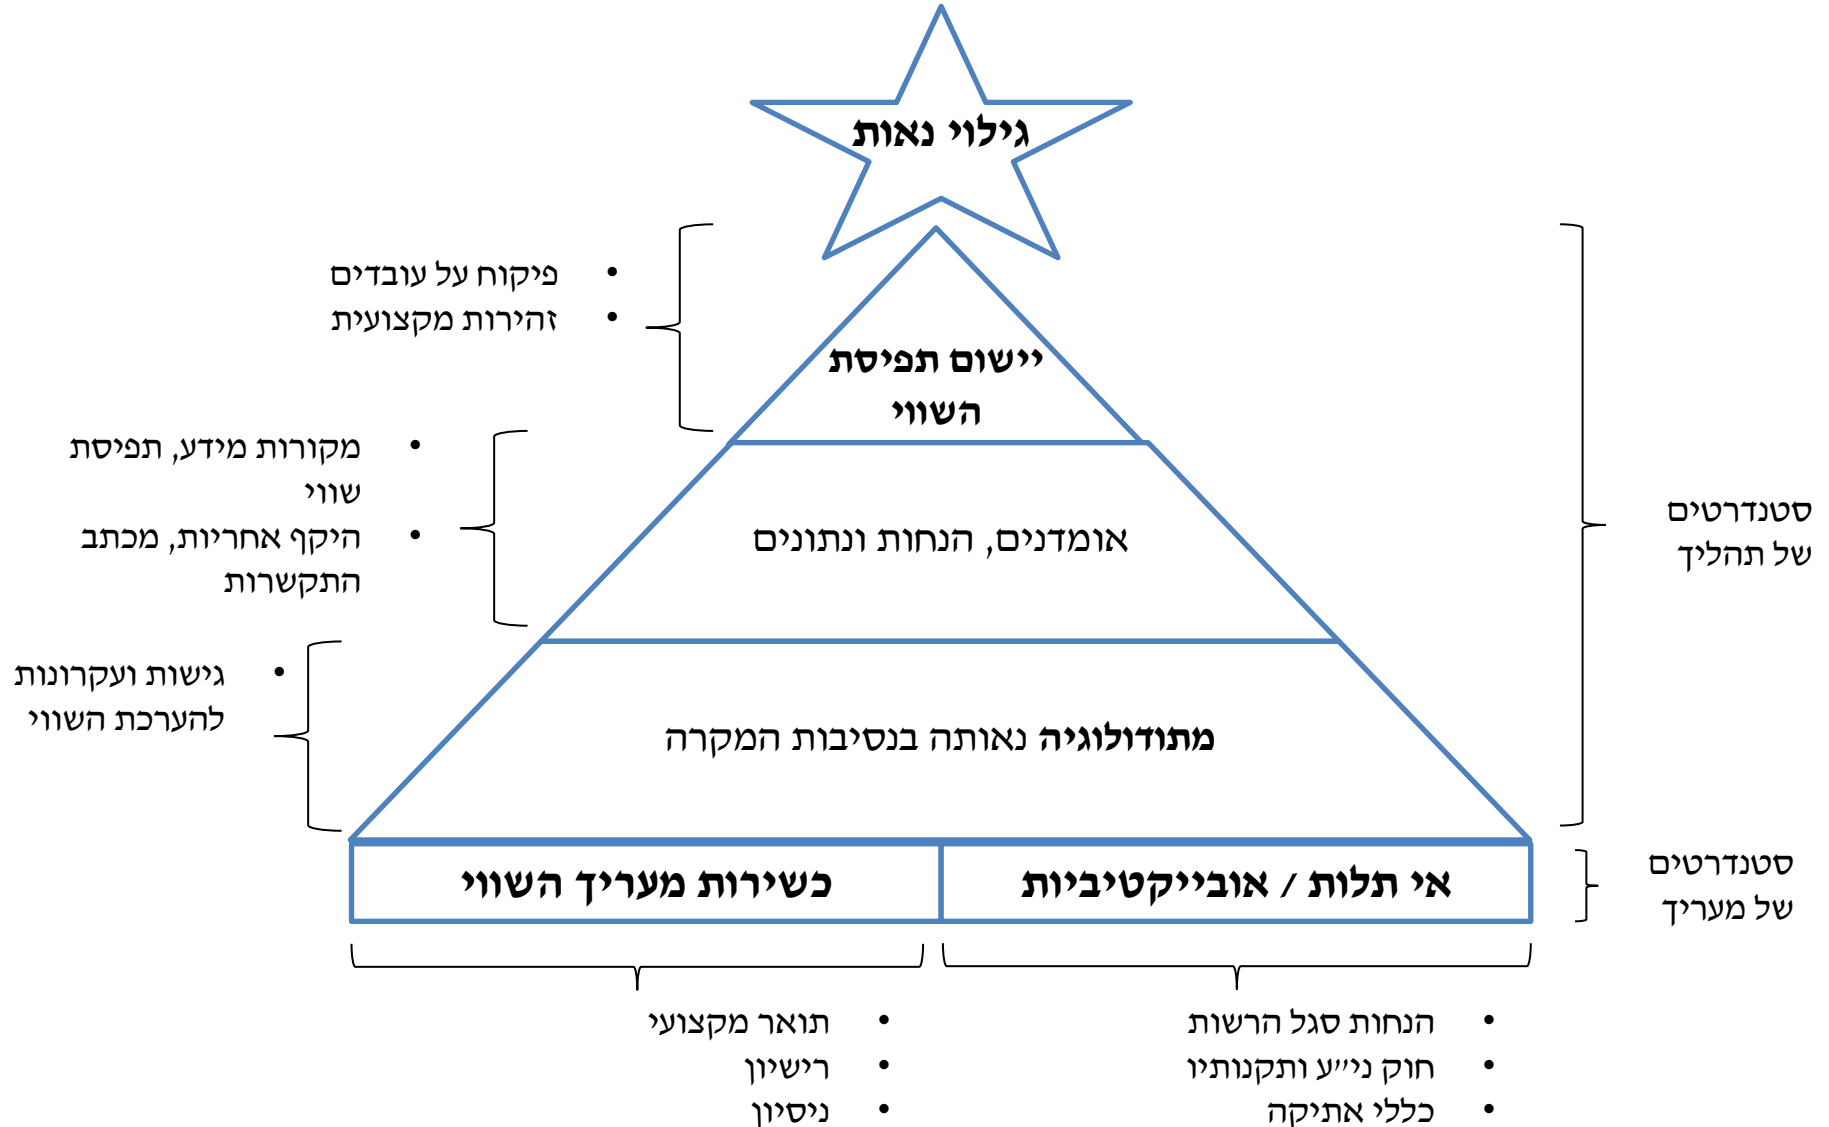 גילוי נאות
• פיקוח על עובדים
• זהירות מקצועית
יישום תפיסת
השווי
• מקורות מידע, תפיסת
שווי
• היקף אחריות, מכתב
התקשרות
אומדנים, הנחות ונתונים
סטנדרטים
של תהליך
• גישות ועקרונות
להערכת השווי
מתודולוגיה נאותה בנסיבות המקרה
סטנדרטים
של מעריך
אי תלות / אובייקטיביות
כשירות מעריך השווי
• הנחות סגל הרשות
• חוק ני״ע ותקנותיו
• כללי אתיקה
• תואר מקצועי
• רישיון
• ניסיון